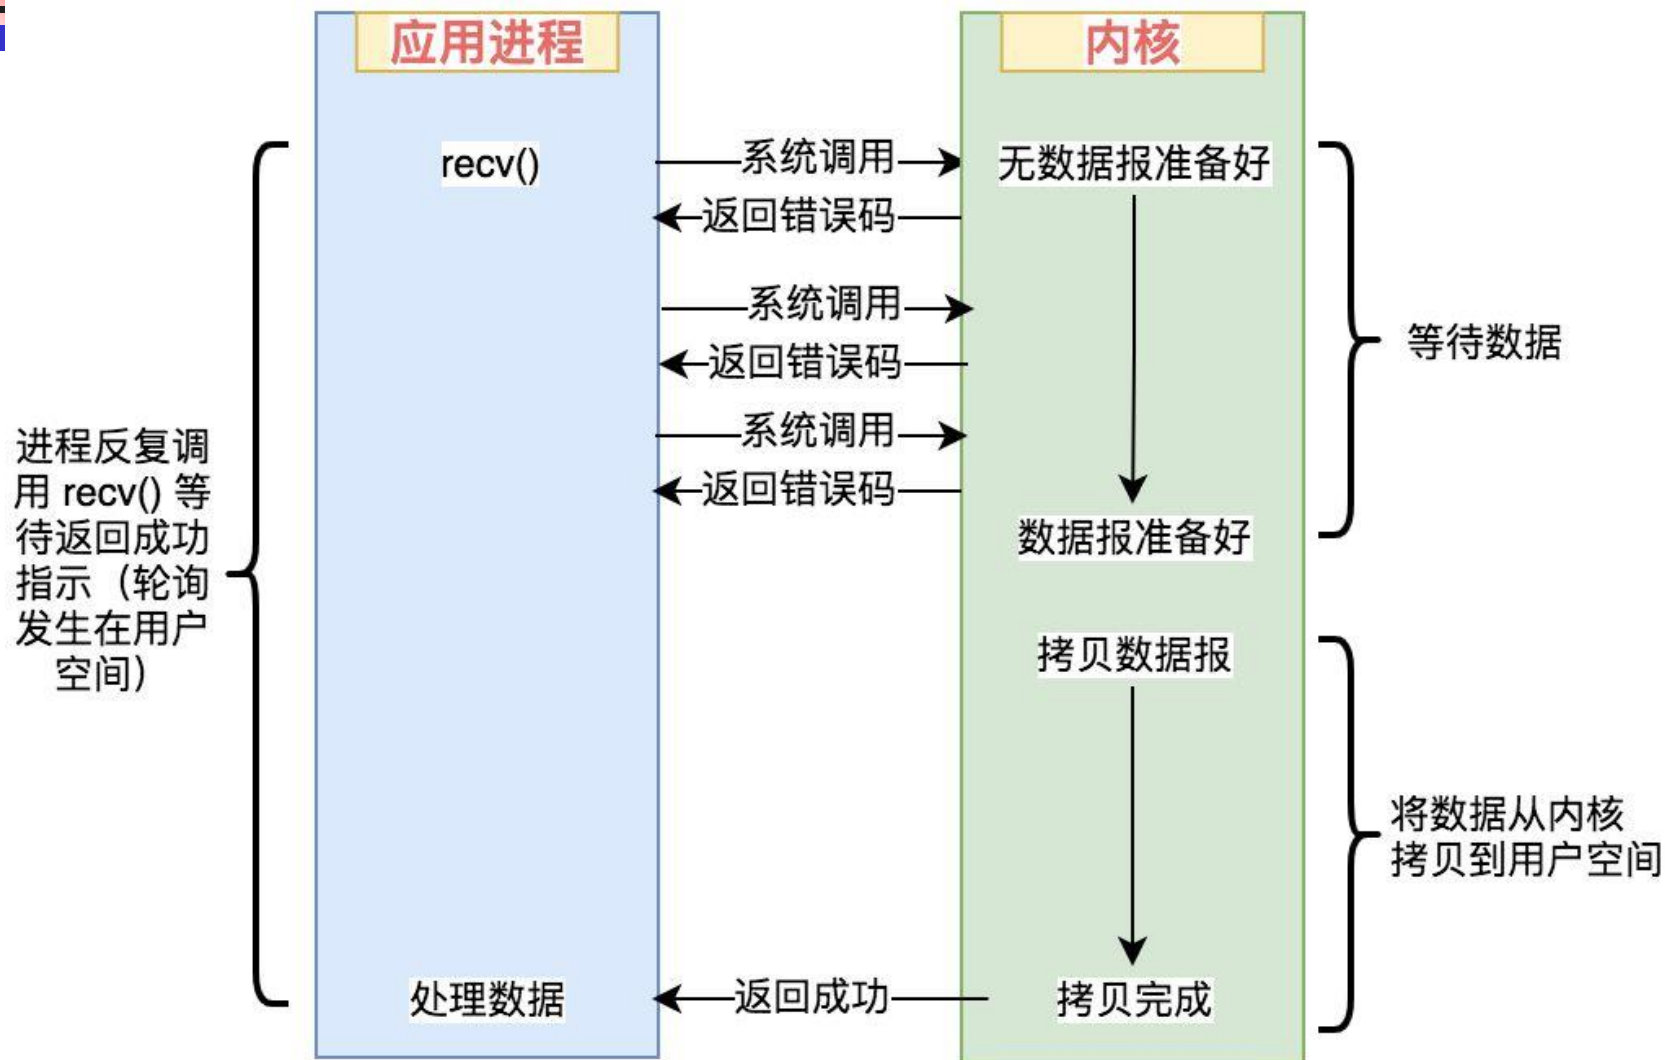 应用进程
内核
recv()
系统调用
无数据报准备好
返回错误码
系统调用
返回错误码
系统调用
返回错误码
数据报准备好
等待数据
进程反复调
用 recv() 等
待返回成功
指示（轮询
发生在用户
空间）
拷贝数据报
将数据从内核
拷贝到用户空间
处理数据
返回成功
拷贝完成